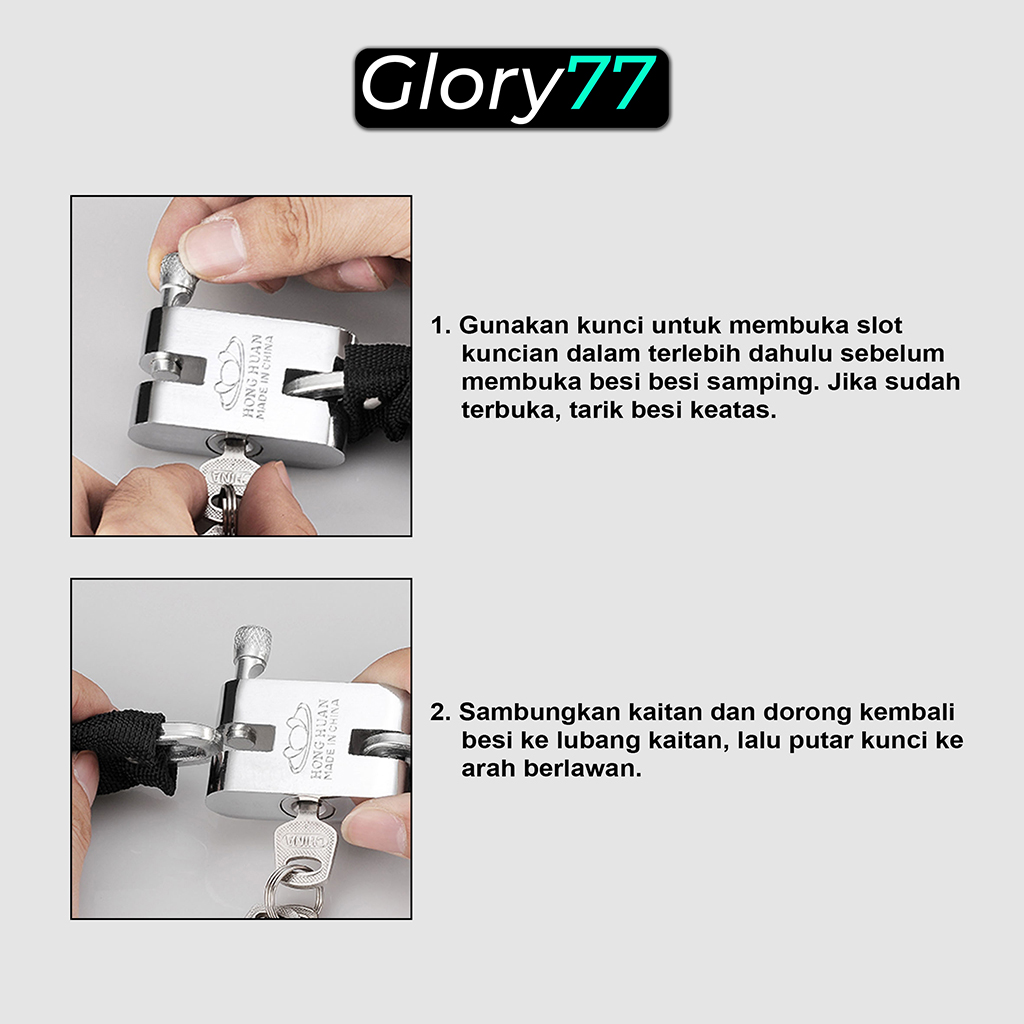 Glory77
HONG HUAN
MADE IN CHINA
CHINA
1. Gunakan kunci untuk membuka slot
kuncian dalam terlebih dahulu sebelum
membuka besi besi samping. Jika sudah
terbuka, tarik besi keatas.
HONG HUAN
MADE IN CHINA
CHINA
2. Sambungkan kaitan dan dorong kembali
besi ke lubang kaitan, lalu putar kunci ke
arah berlawan.